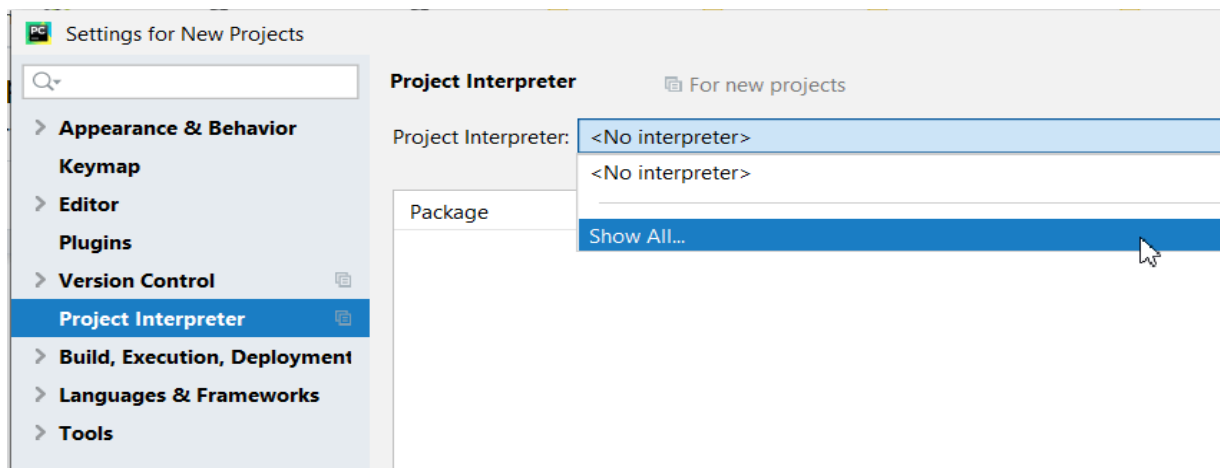 PC
Settings for New Projects
Project Interpreter
For new projects
Appearance & Behavior
Project Interpreter:
<No interpreter>
Keymap
<No interpreter>
Editor
Package
Plugins
Show All...
Version Control
Project Interpreter
Build, Execution, Deployment
Languages & Frameworks
Tools